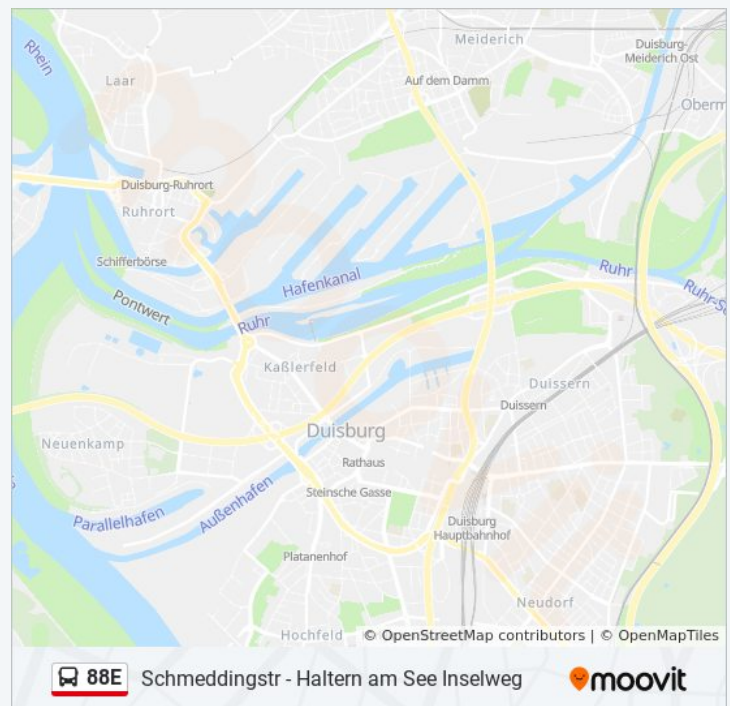 Meiderich
Duisburg-
Meiderich Ost
Rhein
Laar
Auf dem Damm
Oberm
Duisburg-Ruhrort
Ruhrort
Schifferbörse
Hafenkanal
Ruhr
Pontwert
Ruhr
Kaßlerfeld
Duissern
Duissern
Duisburg
Neuenkamp
Rathaus
Steinsche Gasse
Außenhafen
Parallelhafen
Duisburg
Hauptbahnhof
Platanenhof
Neudorf
Hochfeld
© OpenStreetMap contributors | © OpenMapTiles
88E
Schmeddingstr - Haltern am See Inselweg
moovit